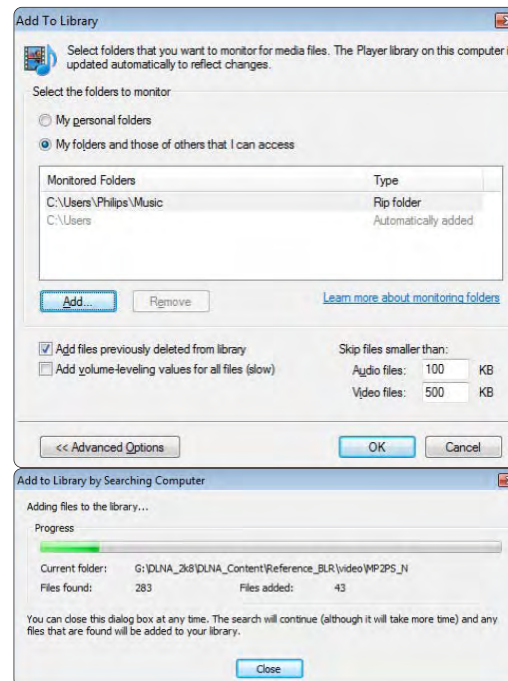 Add To Library
Select folders that you want to monitor for media files. The Player library on this computer
updated automatically to reflect changes.
Select the folders to monitor
My personal folders
My folders and those of others that I can access
Monitored Folders Type
C:\Users\Philips\Music Rip folder
C:\Users Automatically added
Add... Remove Learn more about monitoring folders
Add files previously deleted from library Skip files smaller than:
Add volume-leveling values for all files (slow) Audio files: 100 KB
Video files: 500 KB
<< Advanced Options OK Cancel
Add to Library by Searching Computer
Adding files to the library...
Progress
Current folder: G:\DLNA_2k8\DLNA_Content\Reference_BLR\video\MP2PS_N
Files found: 283 Files added: 43
You can close this dialog box at any time. The search will continue (although it will take more time) and any
files that are found will be added to your library.
Close